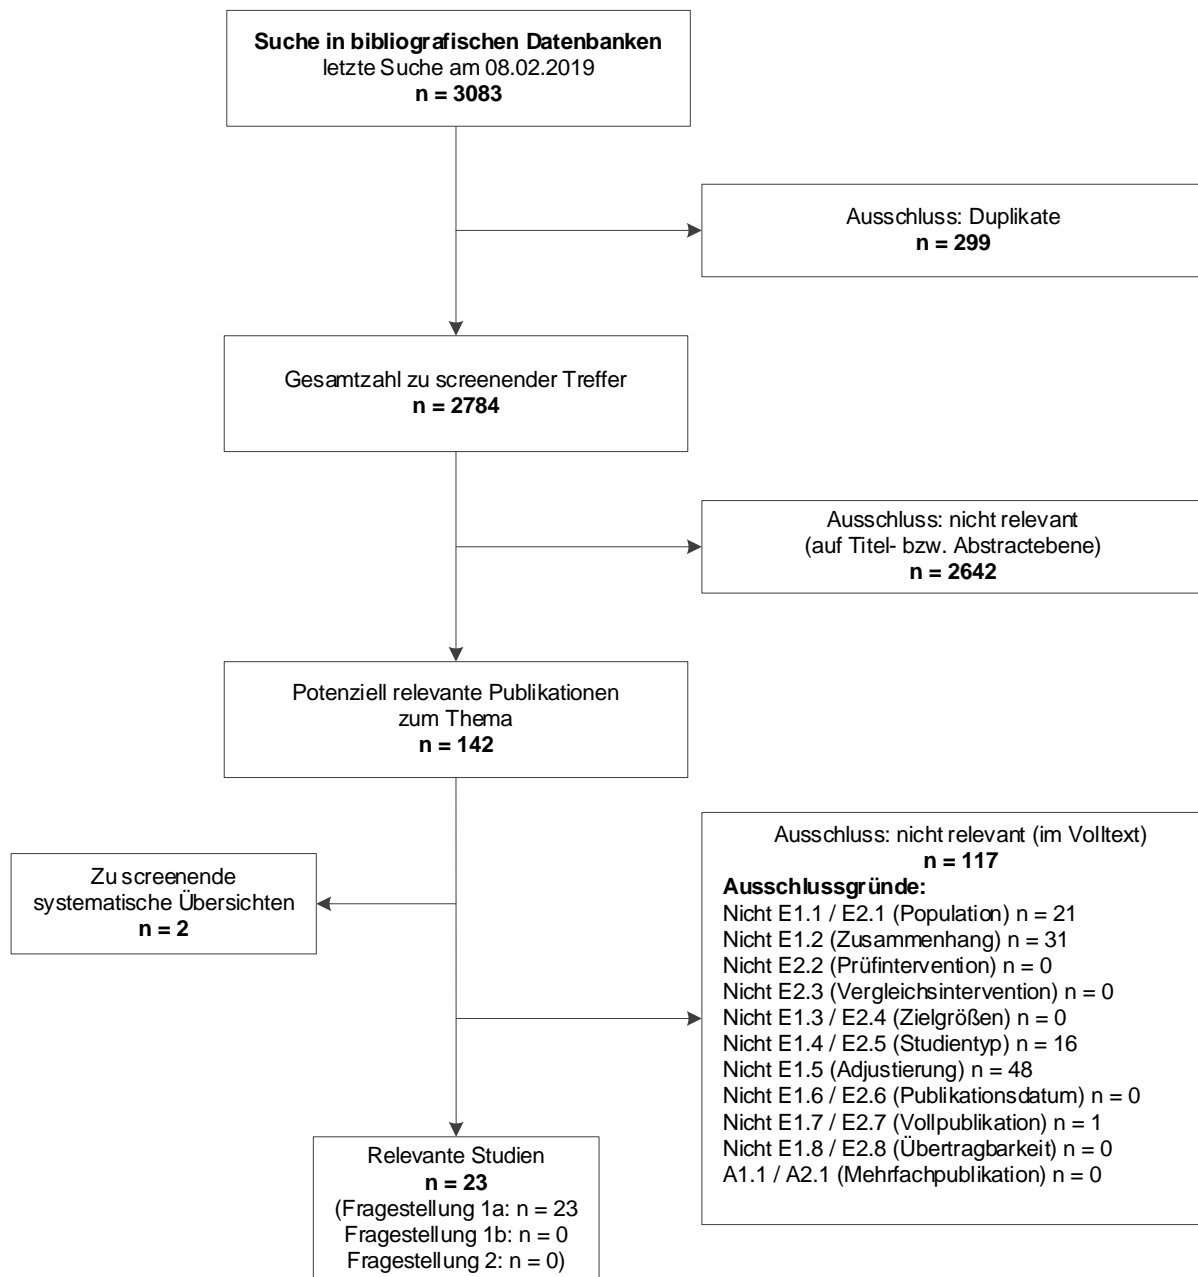 Suche in bibliografischen Datenbanken
letzte Suche am 08.02.2019
n = 3083
Ausschluss: Duplikate
n = 299
Gesamtzahl zu screenender Treffer
n = 2784
Ausschluss: nicht relevant
(auf Titel- bzw. Abstractebene)
n = 2642
Potenziell relevante Publikationen
zum Thema
n = 142
Zu screenende
systematische Übersichten
n = 2
Ausschluss: nicht relevant (im Volltext)
n = 117
Ausschlussgründe:
Nicht E1.1 / E2.1 (Population) n = 21
Nicht E1.2 (Zusammenhang) n = 31
Nicht E2.2 (Prüfintervention) n = 0
Nicht E2.3 (Vergleichsintervention) n = 0
Nicht E1.3 / E2.4 (Zielgrößen) n = 0
Nicht E1.4 / E2.5 (Studientyp) n = 16
Nicht E1.5 (Adjustierung) n = 48
Nicht E1.6 / E2.6 (Publikationsdatum) n = 0
Nicht E1.7 / E2.7 (Vollpublikation) n = 1
Nicht E1.8 / E2.8 (Übertragbarkeit) n = 0
A1.1 / A2.1 (Mehrfachpublikation) n = 0
Relevante Studien
n = 23
(Fragestellung 1a: n = 23
Fragestellung 1b: n = 0
Fragestellung 2: n = 0)